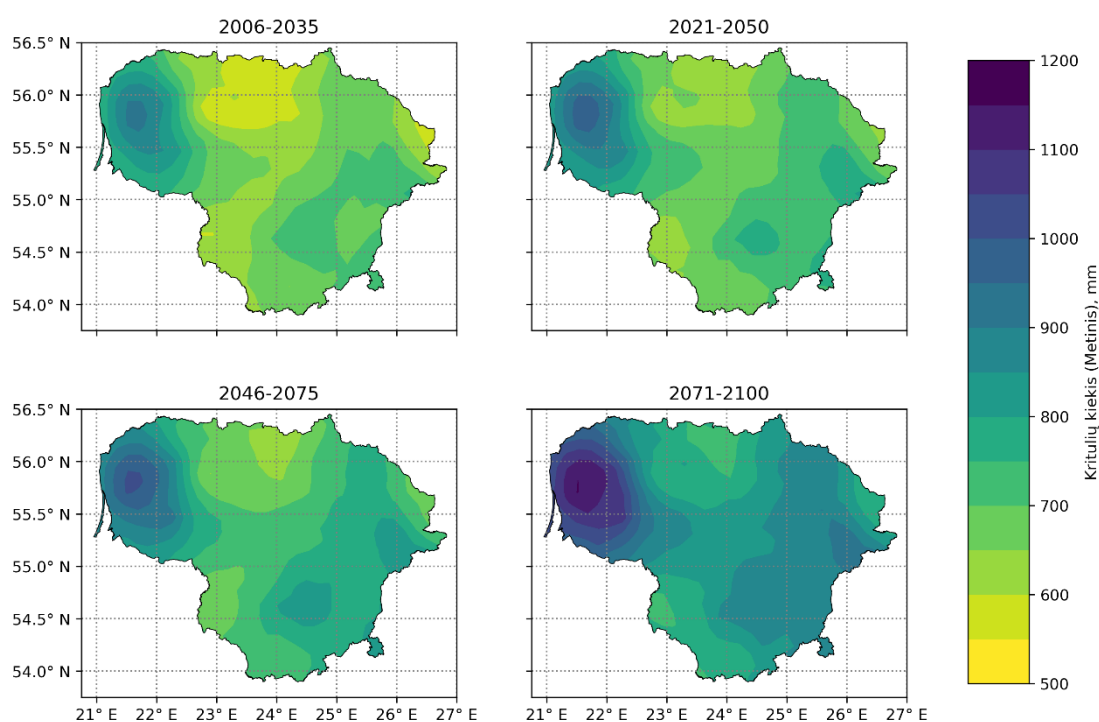 2006-2035
2021-2050
56.5° N
56.0° N
55.5° N
55.0° N
54.5° N
54.0° N
21° E 22° E 23° E 24° E 25° E 26° E 27° E
2046-2075
2071-2100
56.5° N
56.0° N
55.5° N
55.0° N
54.5° N
54.0° N
21° E 22° E 23° E 24° E 25° E 26° E 27° E
1200
1100
1000
900
800
700
600
500
Kritulių kiekis (Metinis), mm